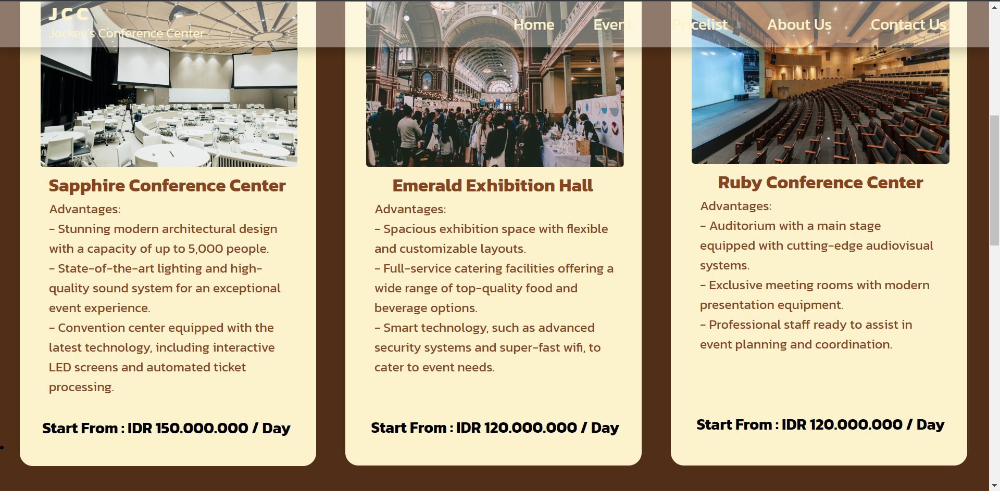 JCC
Jockey's Conference Center
Home
Event
Pricelist
About Us
Contact Us
Sapphire Conference Center
Advantages:
- Stunning modern architectural design
with a capacity of up to 5,000 people.
- State-of-the-art lighting and high-
quality sound system for an exceptional
event experience.
- Convention center equipped with the
latest technology, including interactive
LED screens and automated ticket
processing.
Start From : IDR 150.000.000 / Day
Emerald Exhibition Hall
Advantages:
- Spacious exhibition space with flexible
and customizable layouts.
- Full-service catering facilities offering a
wide range of top-quality food and
beverage options.
- Smart technology, such as advanced
security systems and super-fast wifi, to
cater to event needs.
Start From : IDR 120.000.000 / Day
Ruby Conference Center
Advantages:
- Auditorium with a main stage
equipped with cutting-edge audiovisual
systems.
- Exclusive meeting rooms with modern
presentation equipment.
- Professional staff ready to assist in
event planning and coordination.
Start From : IDR 120.000.000 / Day